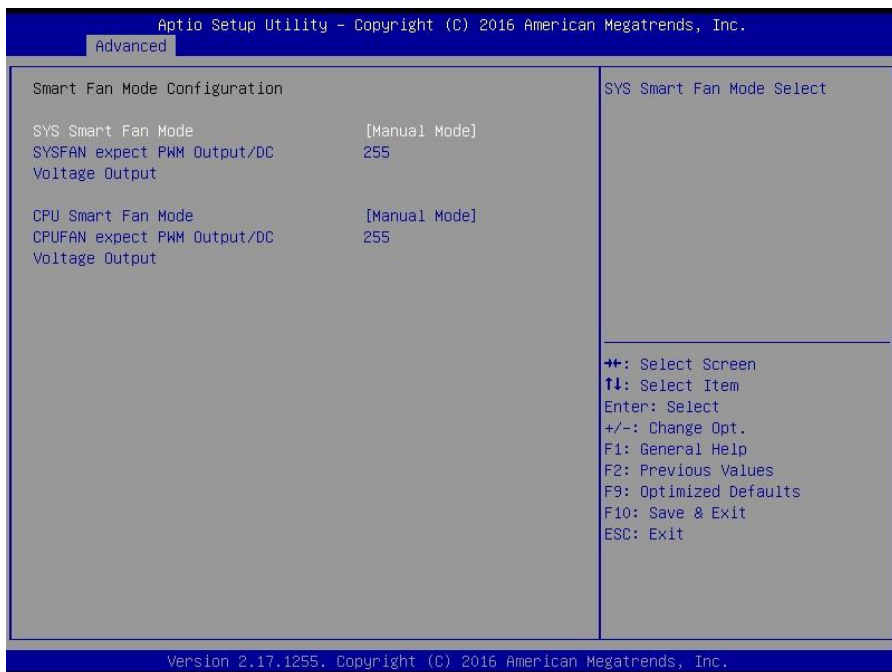 Aptio Setup Utility – Copyright (C) 2016 American Megatrends, Inc.
Advanced
Smart Fan Mode Configuration
SYS Smart Fan Mode [Manual Mode]
SYSFAN expect PWM Output/DC 255
Voltage Output
CPU Smart Fan Mode [Manual Mode]
CPUFAN expect PWM Output/DC 255
Voltage Output
SYS Smart Fan Mode Select
→←: Select Screen
↑↓: Select Item
Enter: Select
+/-: Change Opt.
F1: General Help
F2: Previous Values
F9: Optimized Defaults
F10: Save & Exit
ESC: Exit
Version 2.17.1255. Copyright (C) 2016 American Megatrends, Inc.